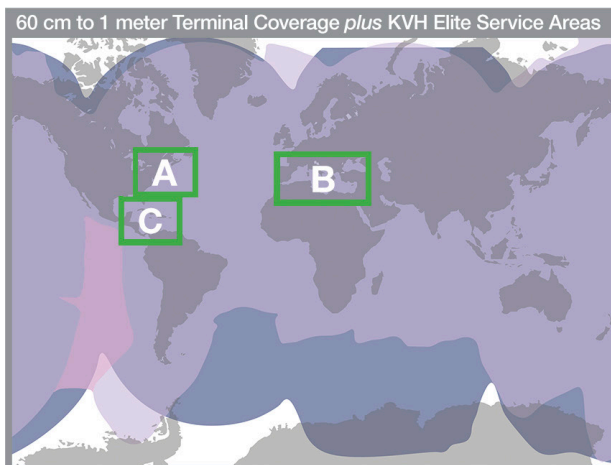 60 cm to 1 meter Terminal Coverage plus KVH Elite Service Areas
A
B
C